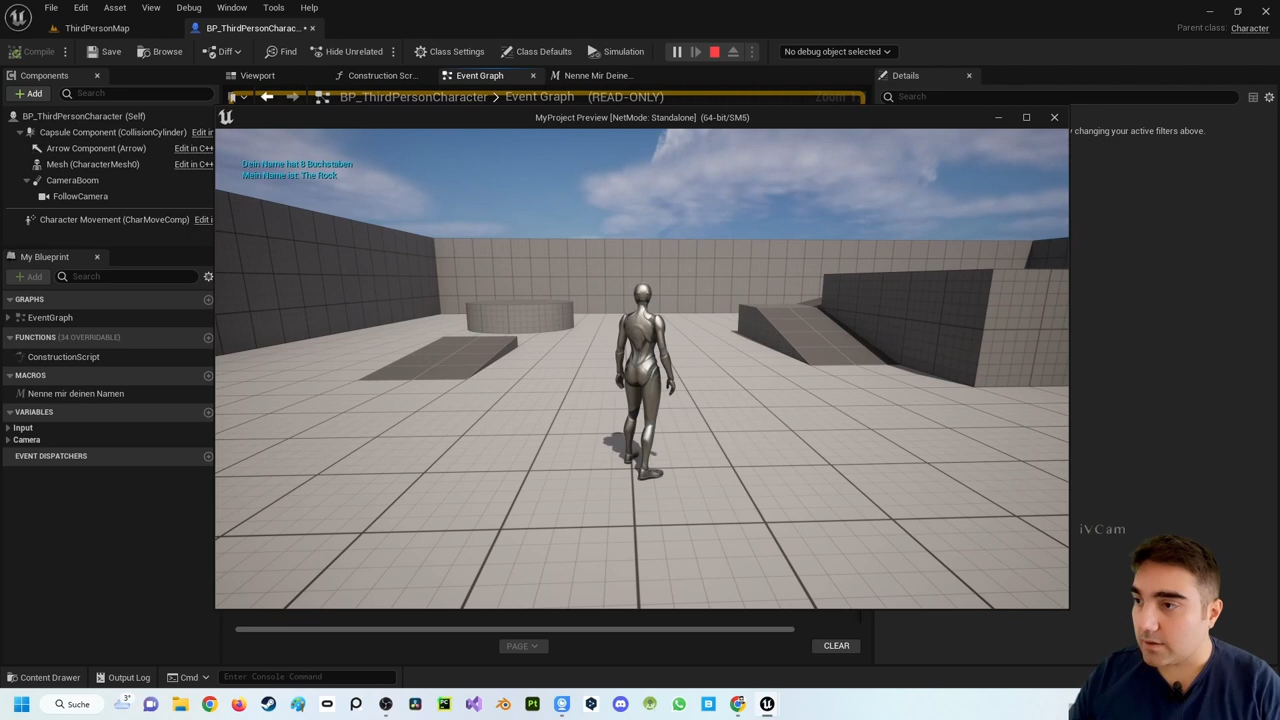 File Edit Asset View Debug Window Tools Help
ThirdPersonMap
BP_ThirdPersonCharac... •
Parent class: Character
Compile
Save
Browse
Diff
Find
Hide Unrelated
Class Settings
Class Defaults
Simulation
No debug object selected
Components
Viewport
Construction Scr...
Event Graph
Nenne Mir Deine...
Details
Add
Search
BP_ThirdPersonCharacter > Event Graph (READ-ONLY)
Zoom
Search
BP_ThirdPersonCharacter (Self)
MyProject Preview [NetMode: Standalone] (64-bit/SM5)
Capsule Component (CollisionCylinder) Edit in
changing your active filters above.
Arrow Component (Arrow) Edit in C++
Mesh (CharacterMesh0) Edit in C++
CameraBoom
FollowCamera
Character Movement (CharMoveComp) Edit i
Dein Name hat 8 Buchstaben
Mein Name ist: The Rock
My Blueprint
Add
Search
GRAPHS
EventGraph
FUNCTIONS (34 OVERRIDABLE)
ConstructionScript
MACROS
Nenne mir deinen Namen
VARIABLES
Input
Camera
EVENT DISPATCHERS
iVCam
PAGE
CLEAR
Content Drawer
Output Log
Cmd
Enter Console Command
Suche
3°